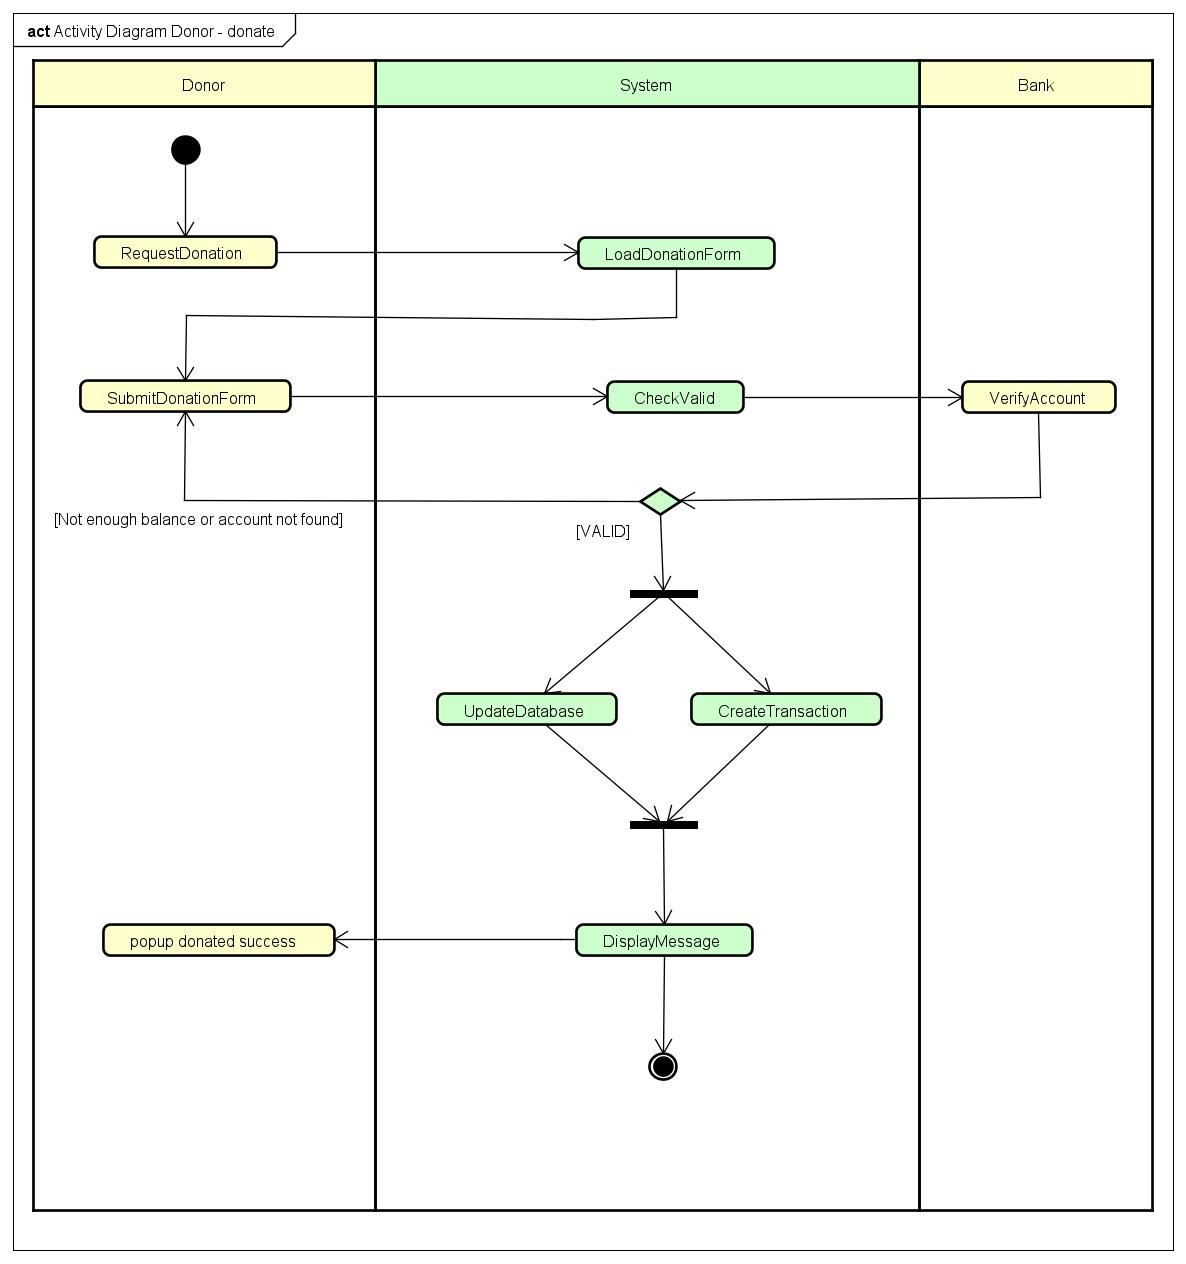 act Activity Diagram Donor - donate
Donor
System
Bank
RequestDonation
LoadDonationForm
SubmitDonationForm
CheckValid
VerifyAccount
[Not enough balance or account not found]
[VALID]
UpdateDatabase
CreateTransaction
popup donated success
DisplayMessage